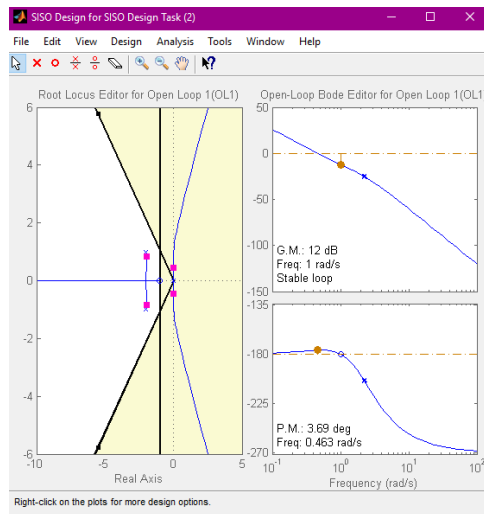 SISO Design for SISO Design Task (2)
File Edit View Design Analysis Tools Window Help
Root Locus Editor for Open Loop 1(OL1)
6
4
2
0
-2
-4
-6
-10
-5
0
5
Real Axis
Open-Loop Bode Editor for Open Loop 1(OL1
50
0
-50
-100
-150
G.M.: 12 dB
Freq: 1 rad/s
Stable loop
-135
-180
-225
-270
P.M.: 3.69 deg
Freq: 0.463 rad/s
10-1
100
101
102
Frequency (rad/s)
Right-click on the plots for more design options.